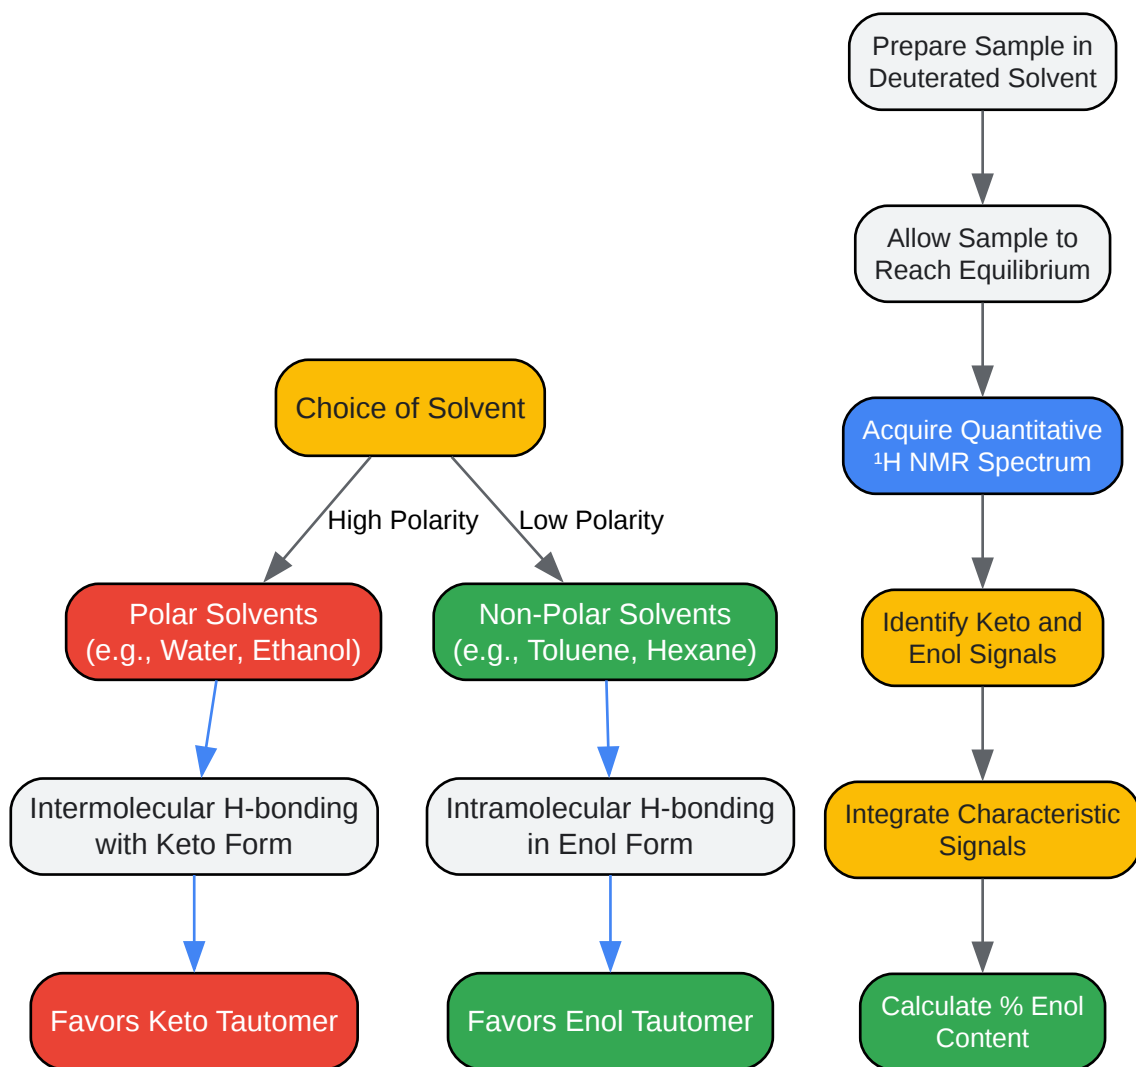 Prepare Sample in
Deuterated Solvent
Allow Sample to
Reach Equilibrium
Choice of Solvent
Acquire Quantitative
¹H NMR Spectrum
High Polarity
Low Polarity
Polar Solvents
(e.g., Water, Ethanol)
Non-Polar Solvents
(e.g., Toluene, Hexane)
Identify Keto and
Enol Signals
Intermolecular H-bonding
with Keto Form
Intramolecular H-bonding
in Enol Form
Integrate Characteristic
Signals
Favors Keto Tautomer
Favors Enol Tautomer
Calculate % Enol
Content